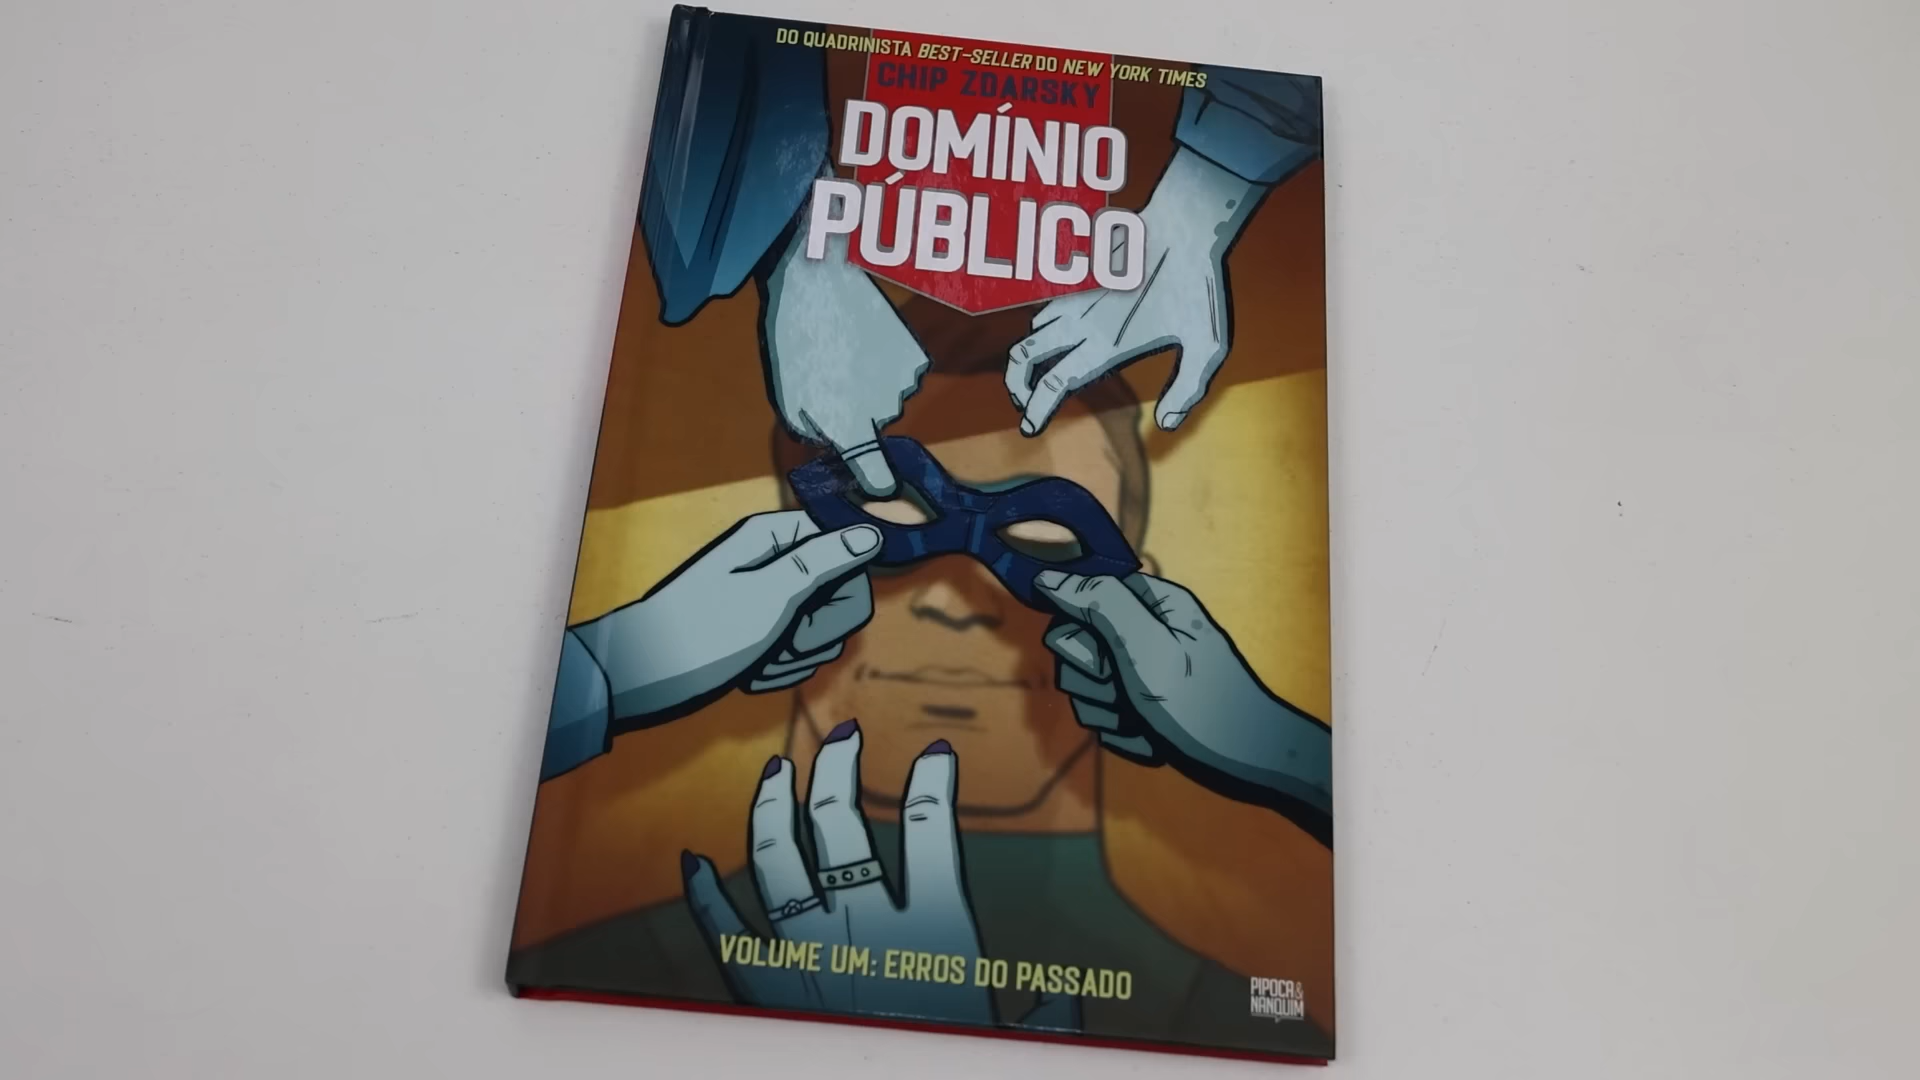 DO QUADRINISTA BEST-SELLER DO NEW YORK TIMES
CHIP ZDARSKY
DOMÍNIO
PÚBLICO
VOLUME UM: ERROS DO PASSADO
PIPOCA &
NANQUIM